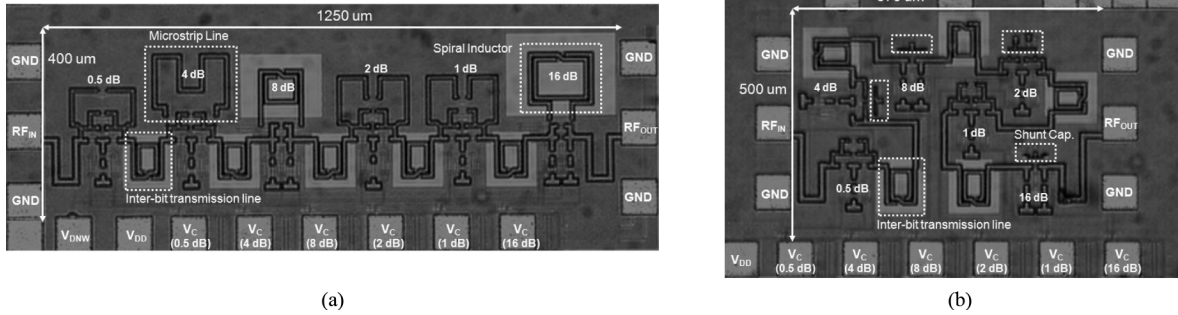 1250 um
400 um
Microstrip Line
Spiral Inductor
GND
0.5 dB
4 dB
8 dB
2 dB
1 dB
16 dB
GND
RF_IN
RF_OUT
GND
GND
Inter-bit transmission line
V_DNW
V_DD
V_C (0.5 dB)
V_C (4 dB)
V_C (8 dB)
V_C (2 dB)
V_C (1 dB)
V_C (16 dB)
(a)
GND
GND
500 um
4 dB
8 dB
2 dB
RF_IN
RF_OUT
1 dB
Shunt Cap.
GND
GND
0.5 dB
16 dB
Inter-bit transmission line
V_DD
V_C (0.5 dB)
V_C (4 dB)
V_C (8 dB)
V_C (2 dB)
V_C (1 dB)
V_C (16 dB)
(b)